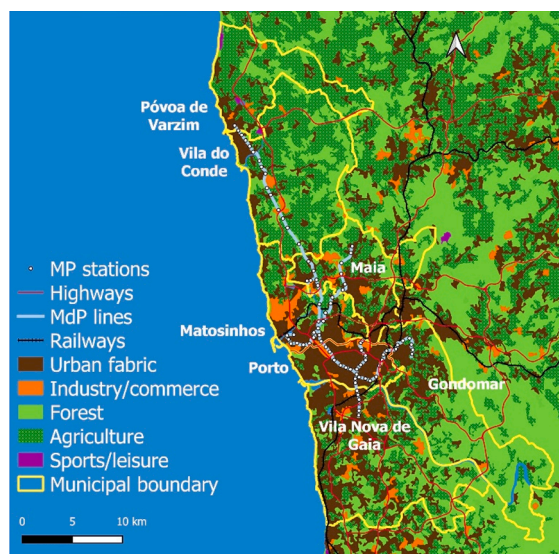 Póvoa de
Varzim
Vila do
Conde
Maia
Matosinhos
Porto
Gondomar
Vila Nova de
Gaia
MP stations
Highways
MdP lines
Railways
Urban fabric
Industry/commerce
Forest
Agriculture
Sports/leisure
Municipal boundary
0 5 10 km